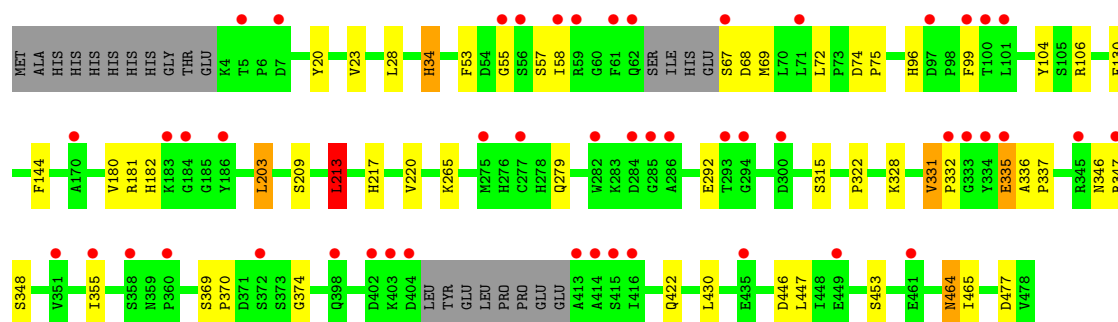 MET ALA HIS HIS HIS HIS HIS HIS GLY THR GLU K4 T5 P6 D7 Y20 V23 L28 H34 F53 D54 G55 S56 S57 I58 R59 G60 F61 Q62 SER ILE HIS GLU S67 D68 M69 L70 L71 L72 P73 D74 P75 H96 D97 P98 F99 T100 L101 Y104 S105 R106
F144 A170 V180 R181 H182 K183 G184 G185 Y186 L203 S209 L213 H217 V220 K265 M275 H276 C277 H278 Q279 W282 K283 D284 G285 A286 E292 T293 G294 D300 S315 P322 K328 V331 P332 G333 Y334 E335 A336 P337 R345 N346
S348 V351 I355 S358 N359 P360 S369 P370 D371 S372 S373 G374 Q398 D402 K403 D404 LEU TYR GLU LEU PRO PRO GLU GLU A413 A414 S415 I416 Q422 L430 E435 D446 L447 I448 E449 S453 E461 N464 I465 D477 V478